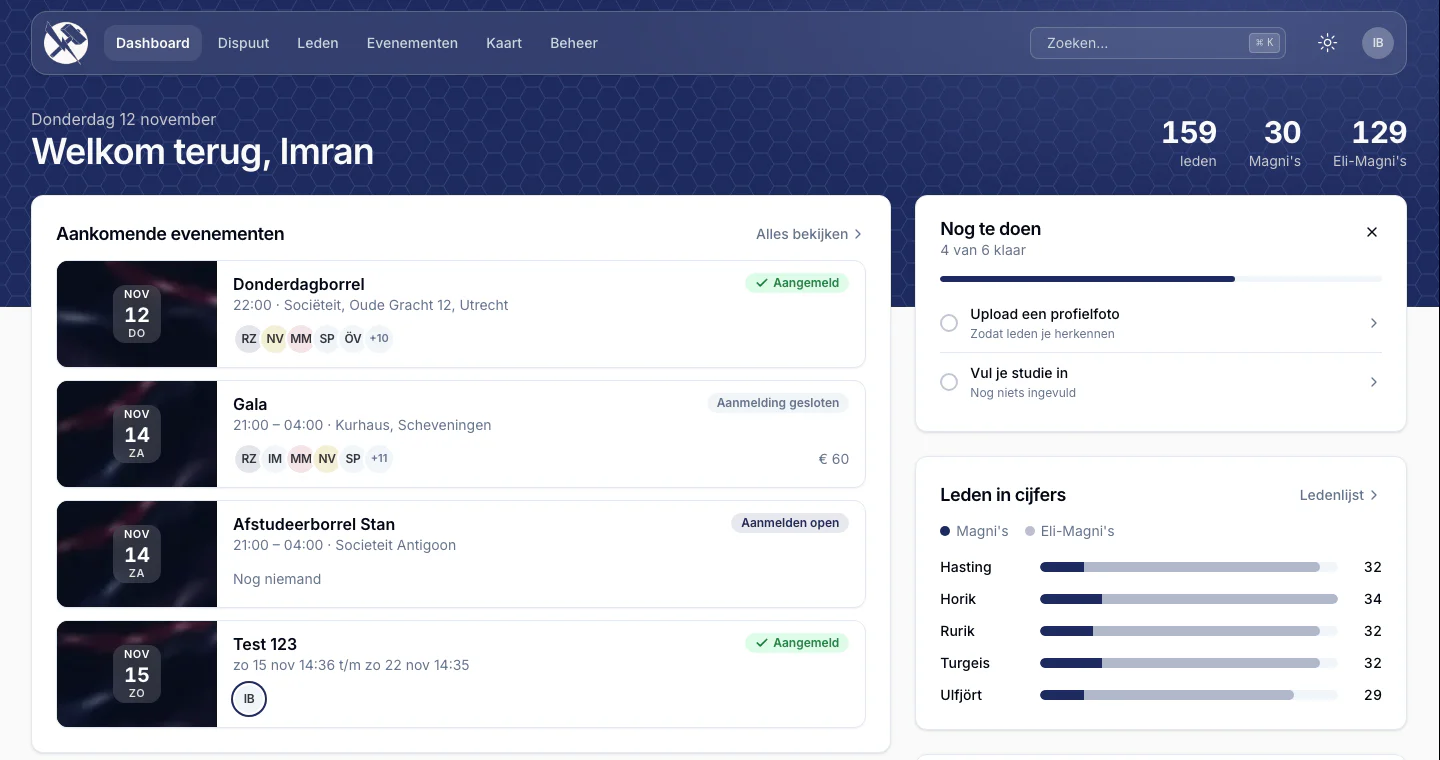 Dashboard Dispuut Leden Evenementen Kaart Beheer Zoeken... ⌘ K IB
Donderdag 12 november
Welkom terug, Imran
159 30 129
leden Magni's Eli-Magni's
Aankomende evenementen Alles bekijken
NOV
12
DO
Donderdagborrel Aangemeld
22:00 · Sociëteit, Oude Gracht 12, Utrecht
RZ NV MM SP ÖV +10
NOV
14
ZA
Gala Aanmelding gesloten
21:00 – 04:00 · Kurhaus, Scheveningen
RZ IM MM NV SP +11 € 60
NOV
14
ZA
Afstudeerborrel Stan Aanmelden open
21:00 – 04:00 · Societeit Antigoon
Nog niemand
NOV
15
ZO
Test 123 Aangemeld
zo 15 nov 14:36 t/m zo 22 nov 14:35
IB
Nog te doen
4 van 6 klaar
Upload een profielfoto
Zodat leden je herkennen
Vul je studie in
Nog niets ingevuld
Leden in cijfers Ledenlijst
Magni's Eli-Magni's
Hasting 32
Horik 34
Rurik 32
Turgeis 32
Ulfjört 29